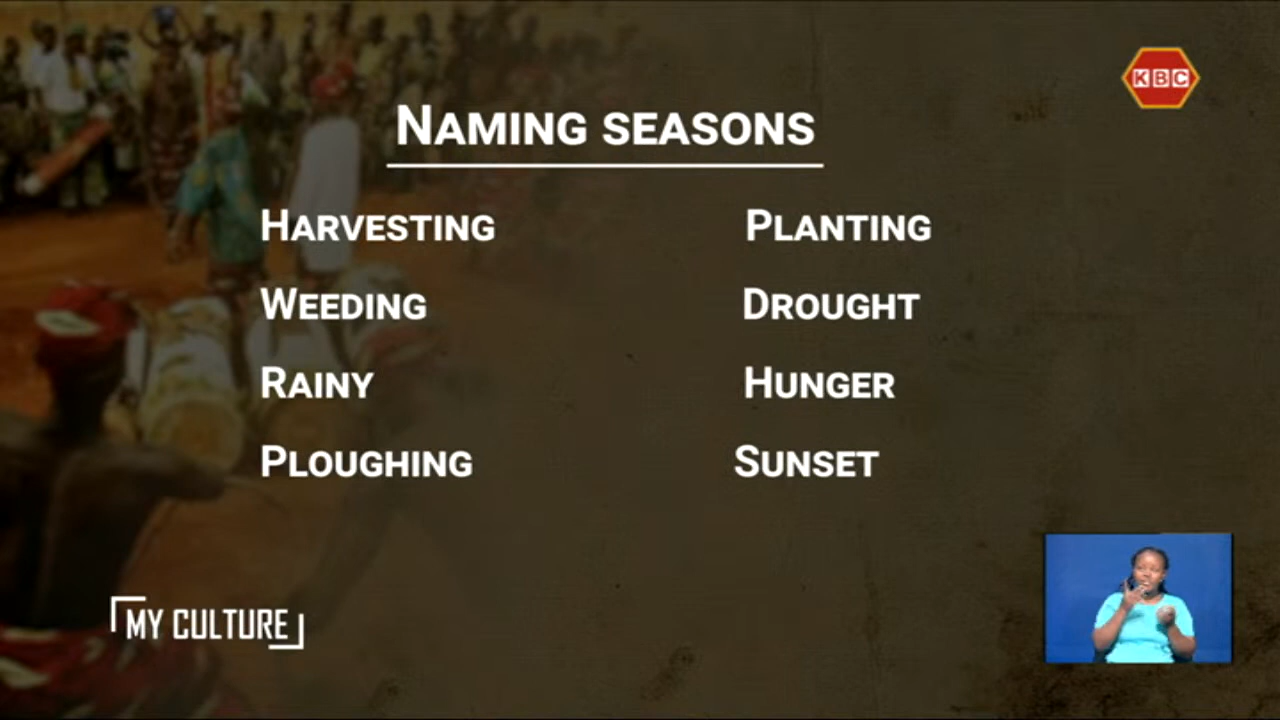 KBC
NAMING SEASONS
HARVESTING
PLANTING
WEEDING
DROUGHT
RAINY
HUNGER
PLOUGHING
SUNSET
MY CULTURE